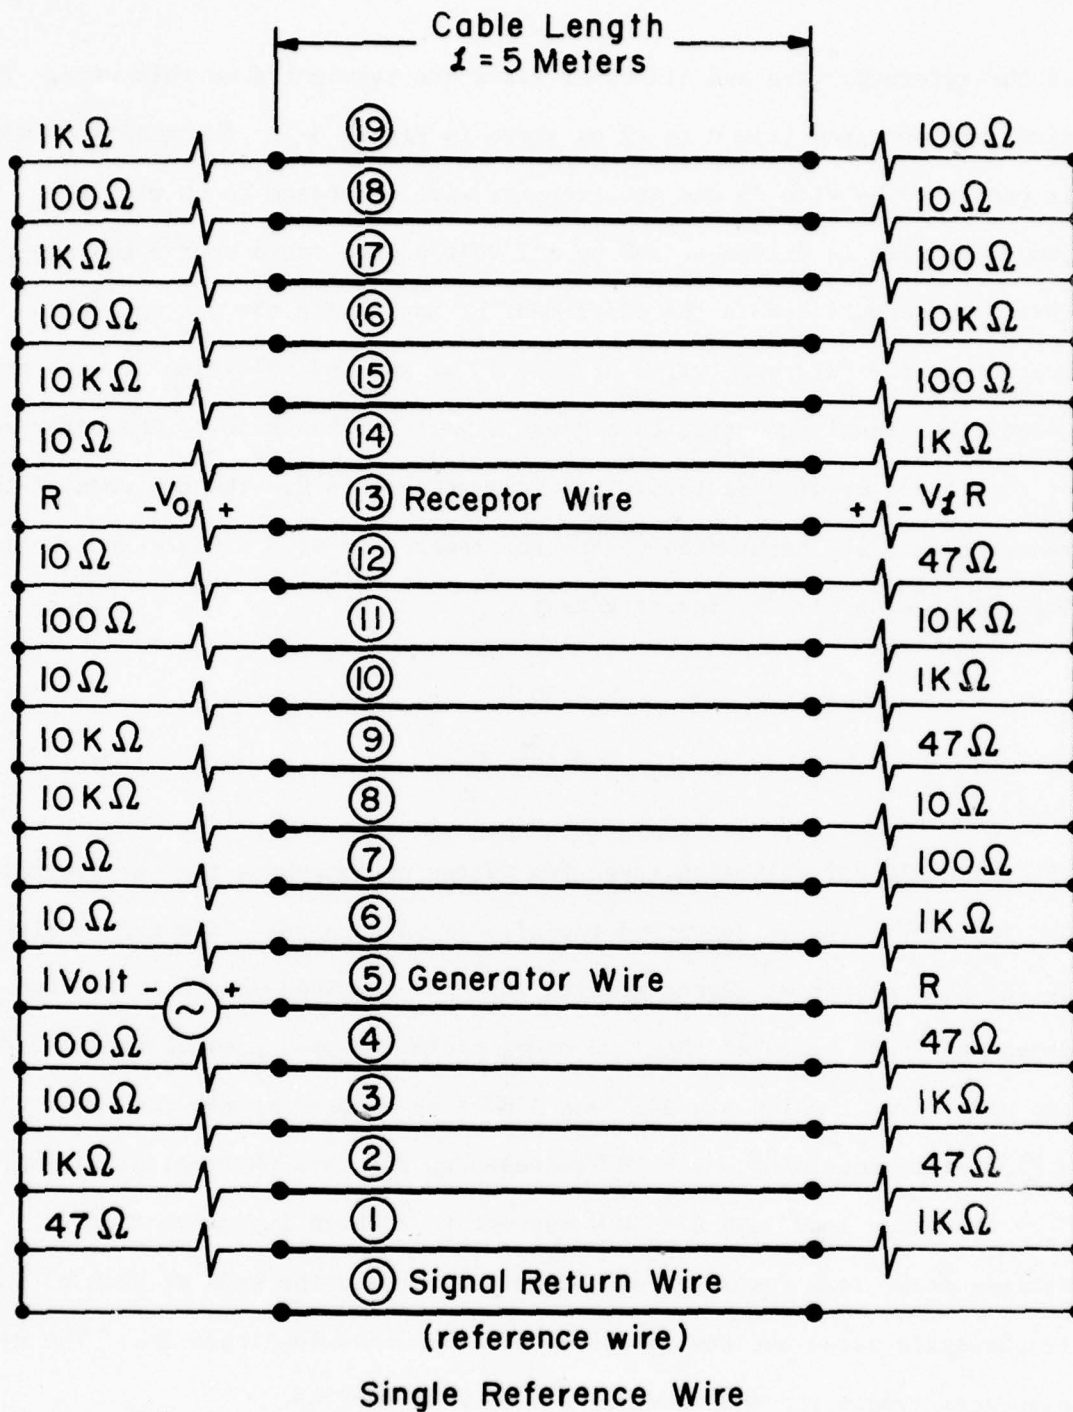 Cable Length
ℓ = 5 Meters
1KΩ 19 100Ω
100Ω 18 10Ω
1KΩ 17 100Ω
100Ω 16 10KΩ
10KΩ 15 100Ω
10Ω 14 1KΩ
R -V₀ + 13 Receptor Wire + - Vℓ R
10Ω 12 47Ω
100Ω 11 10KΩ
10Ω 10 1KΩ
10KΩ 9 47Ω
10KΩ 8 10Ω
10Ω 7 100Ω
10Ω 6 1KΩ
1 Volt - ~ + 5 Generator Wire R
100Ω 4 47Ω
100Ω 3 1KΩ
1KΩ 2 47Ω
47Ω 1 1KΩ
0 Signal Return Wire
(reference wire)
Single Reference Wire